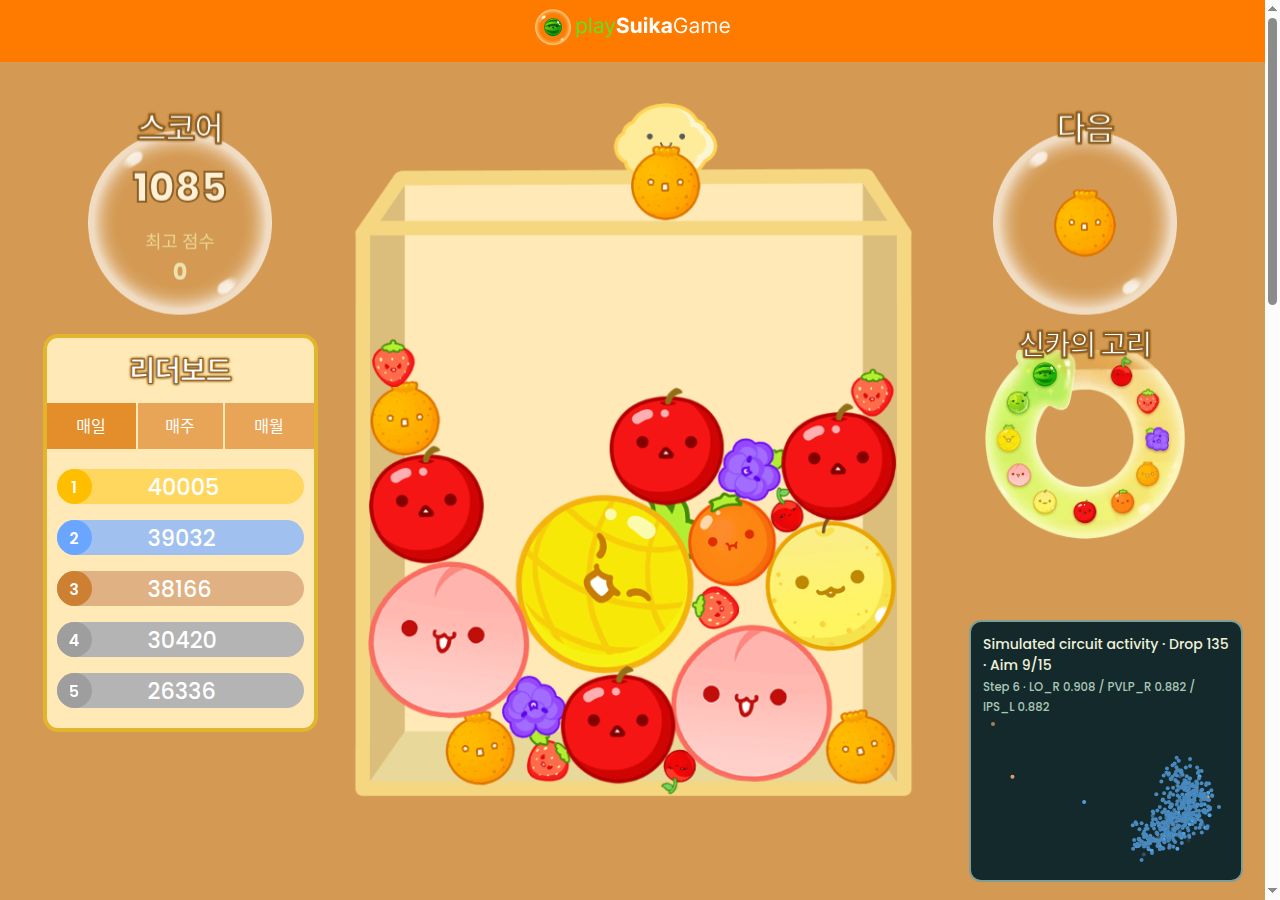 playSuikaGame
스코어
1085
최고 점수
0
리더보드
매일 매주 매월
1 40005
2 39032
3 38166
4 30420
5 26336
다음
신카의 고리
Simulated circuit activity · Drop 135
· Aim 9/15
Step 6 · LO_R 0.908 / PVLP_R 0.882 /
IPS_L 0.882